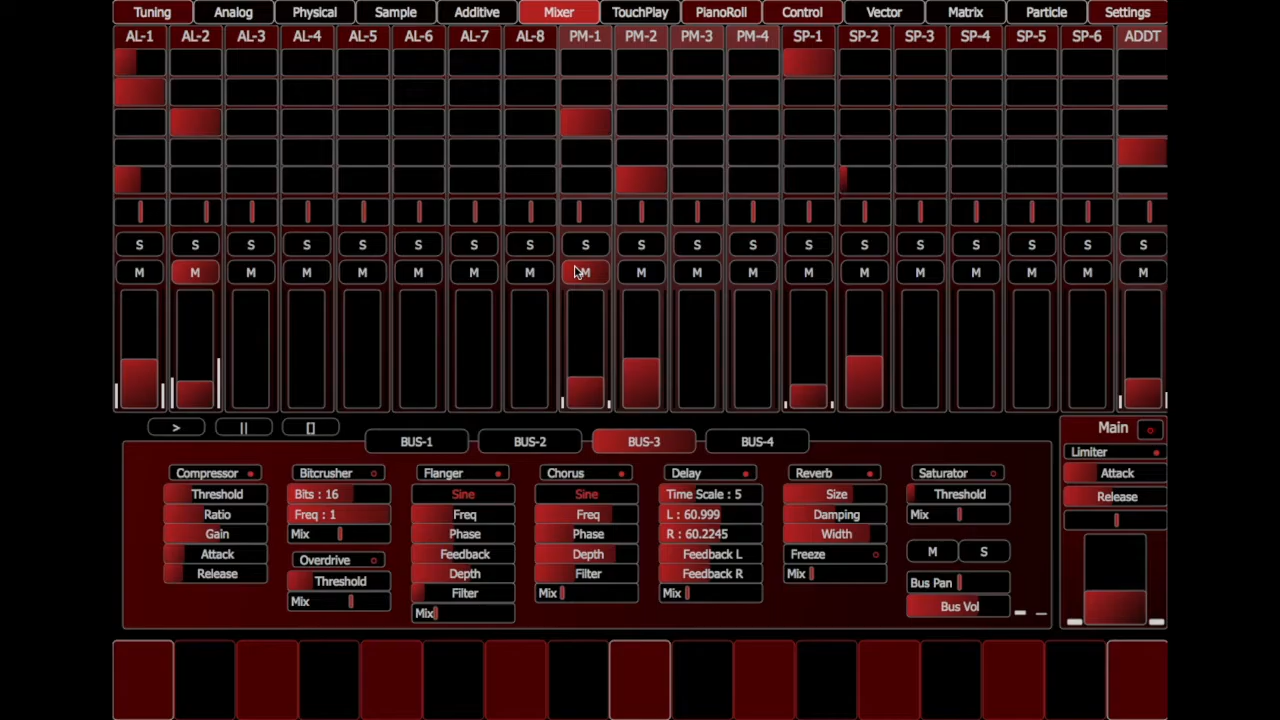 Tuning Analog Physical Sample Additive Mixer TouchPlay PianoRoll Control Vector Matrix Particle Settings
AL-1 AL-2 AL-3 AL-4 AL-5 AL-6 AL-7 AL-8 PM-1 PM-2 PM-3 PM-4 SP-1 SP-2 SP-3 SP-4 SP-5 SP-6 ADDT
S S S S S S S S S S S S S S S S S S S
M M M M M M M M M M M M M M M M M M M
> || []
BUS-1 BUS-2 BUS-3 BUS-4
Main
Limiter
Attack
Release
Compressor
Threshold
Ratio
Gain
Attack
Release
Bitcrusher
Bits : 16
Freq : 1
Mix
Overdrive
Threshold
Mix
Flanger
Sine
Freq
Phase
Feedback
Depth
Filter
Mix
Chorus
Sine
Freq
Phase
Depth
Filter
Mix
Delay
Time Scale : 5
L : 60.999
R : 60.2245
Feedback L
Feedback R
Mix
Reverb
Size
Damping
Width
Freeze
Mix
Saturator
Threshold
Mix
M S
Bus Pan
Bus Vol